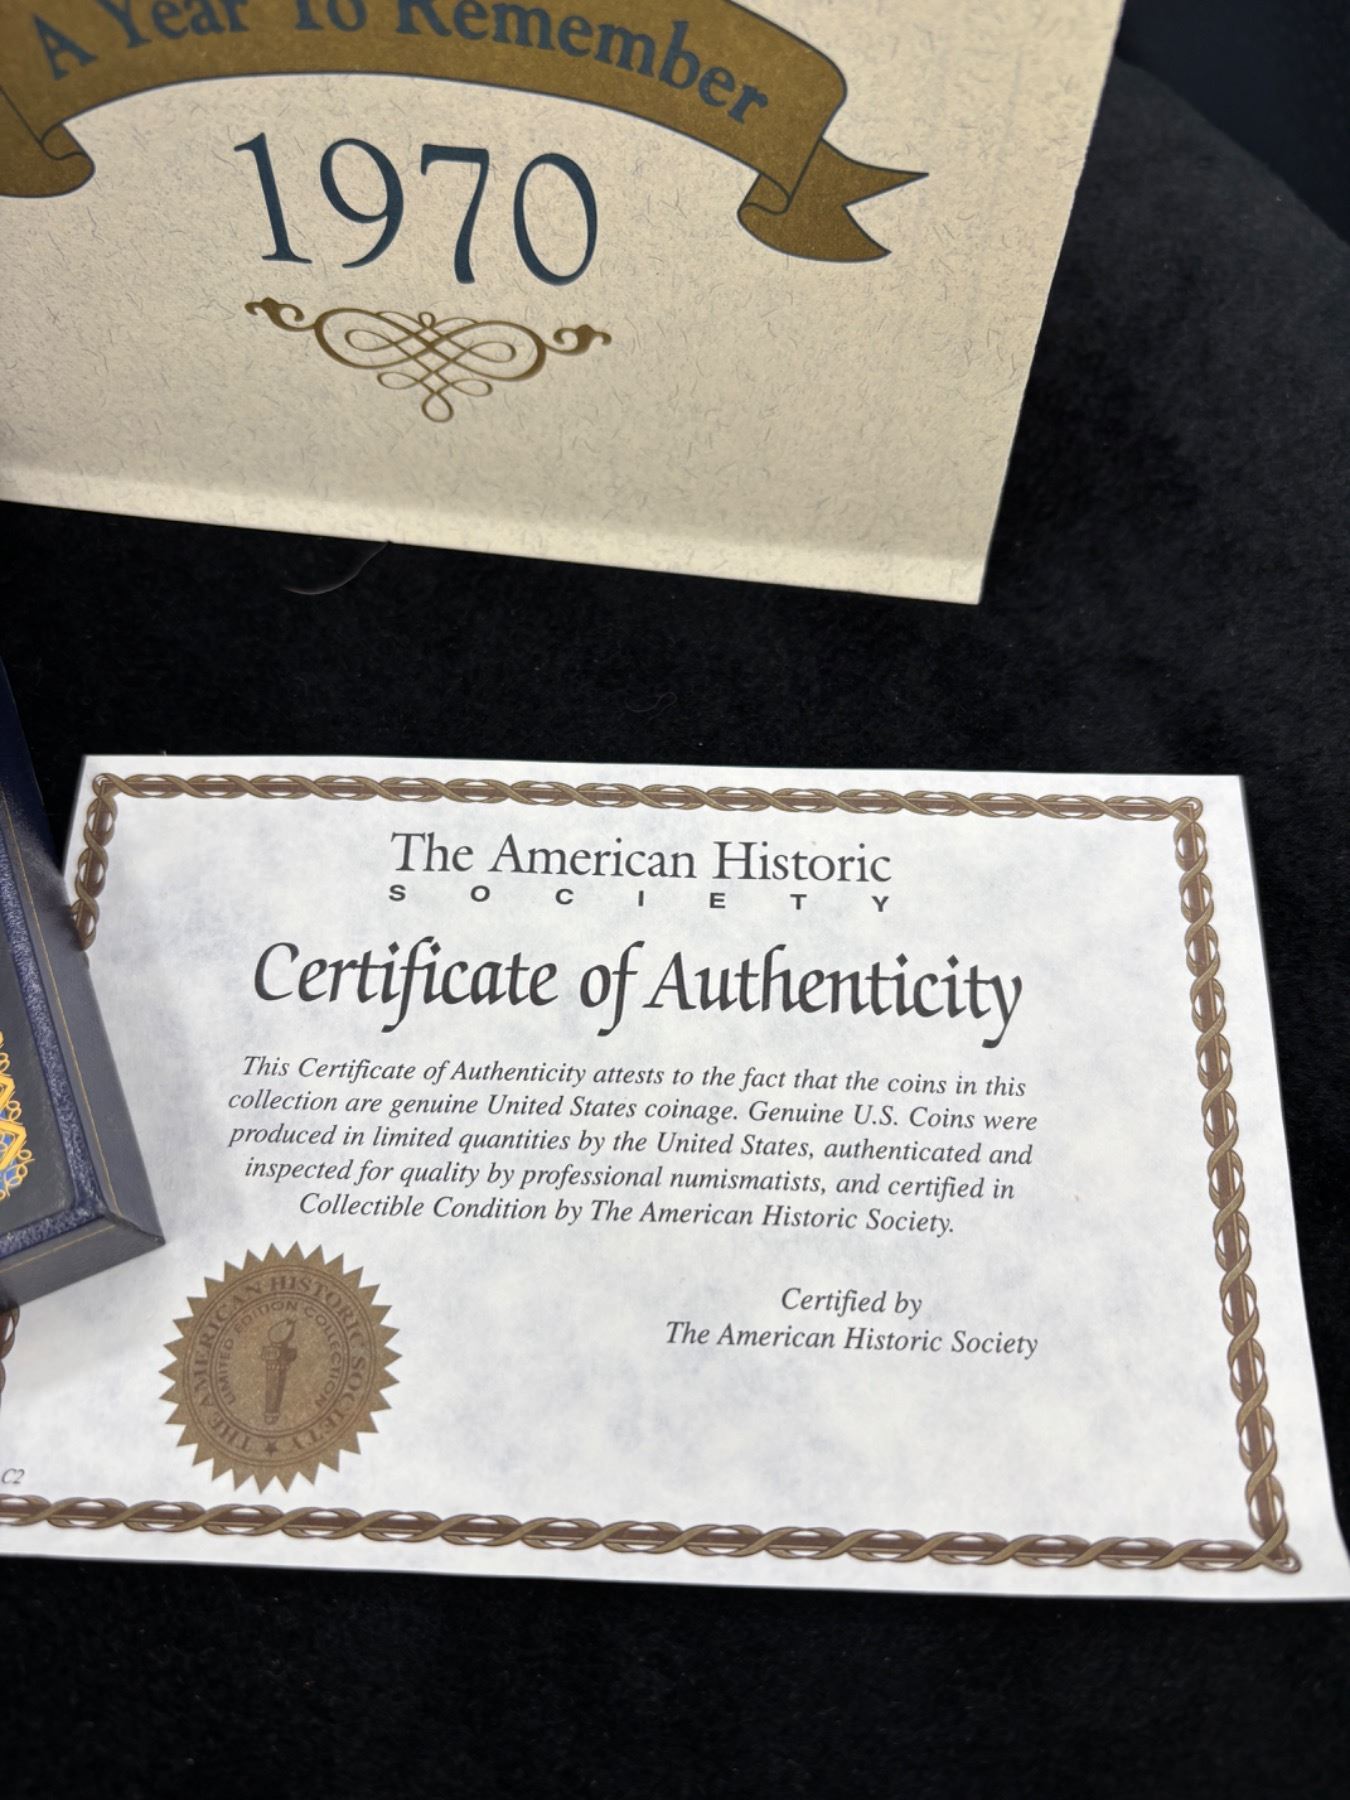 A Year To Remember
1970
The American Historic
SOCIETY
Certificate of Authenticity
This Certificate of Authenticity attests to the fact that the coins in this
collection are genuine United States coinage. Genuine U.S. Coins were
produced in limited quantities by the United States, authenticated and
inspected for quality by professional numismatists, and certified in
Collectible Condition by The American Historic Society.
Certified by
The American Historic Society
THE AMERICAN HISTORIC SOCIETY
LIMITED EDITION COLLECTION
C2